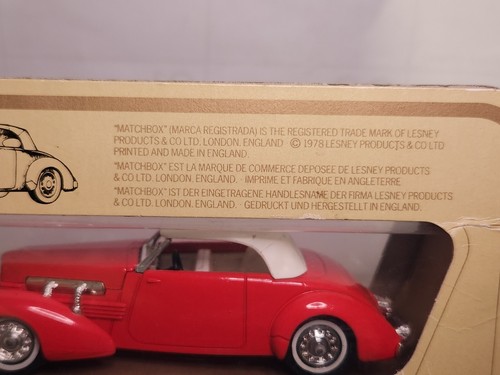 "MATCHBOX" (MARCA REGISTRADA) IS THE REGISTERED TRADE MARK OF LESNEY
PRODUCTS & CO LTD, LONDON, ENGLAND © 1978 LESNEY PRODUCTS & CO LTD
PRINTED AND MADE IN ENGLAND.
"MATCHBOX" EST LA MARQUE DE COMMERCE DEPOSEE DE LESNEY PRODUCTS
& CO LTD. LONDON, ENGLAND. · IMPRIME ET FABRIQUE EN ANGLETERRE.
"MATCHBOX" IST DER EINGETRAGENE HANDLESNAME DER FIRMA LESNEY PRODUCTS
& CO LTD. LONDON, ENGLAND. · GEDRUCKT UND HERGESTELLT IN ENGLAND.